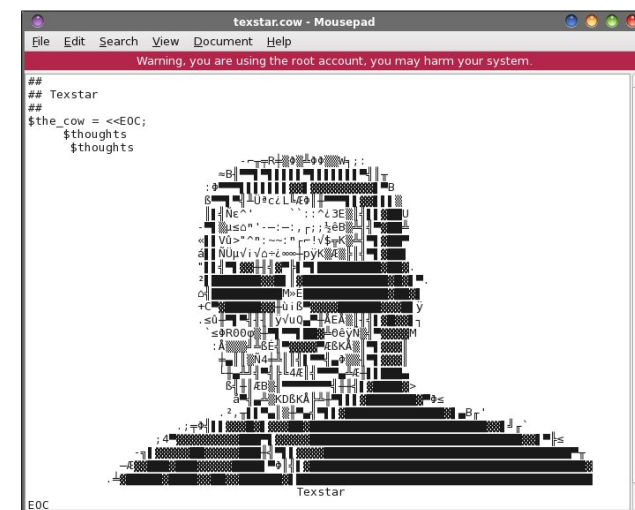 texstar.cow - Mousepad
File Edit Search View Document Help
Warning, you are using the root account, you may harm your system.
##
## Texstar
##
$the_cow = <<EOC;
$thoughts
$thoughts
Texstar
EOC